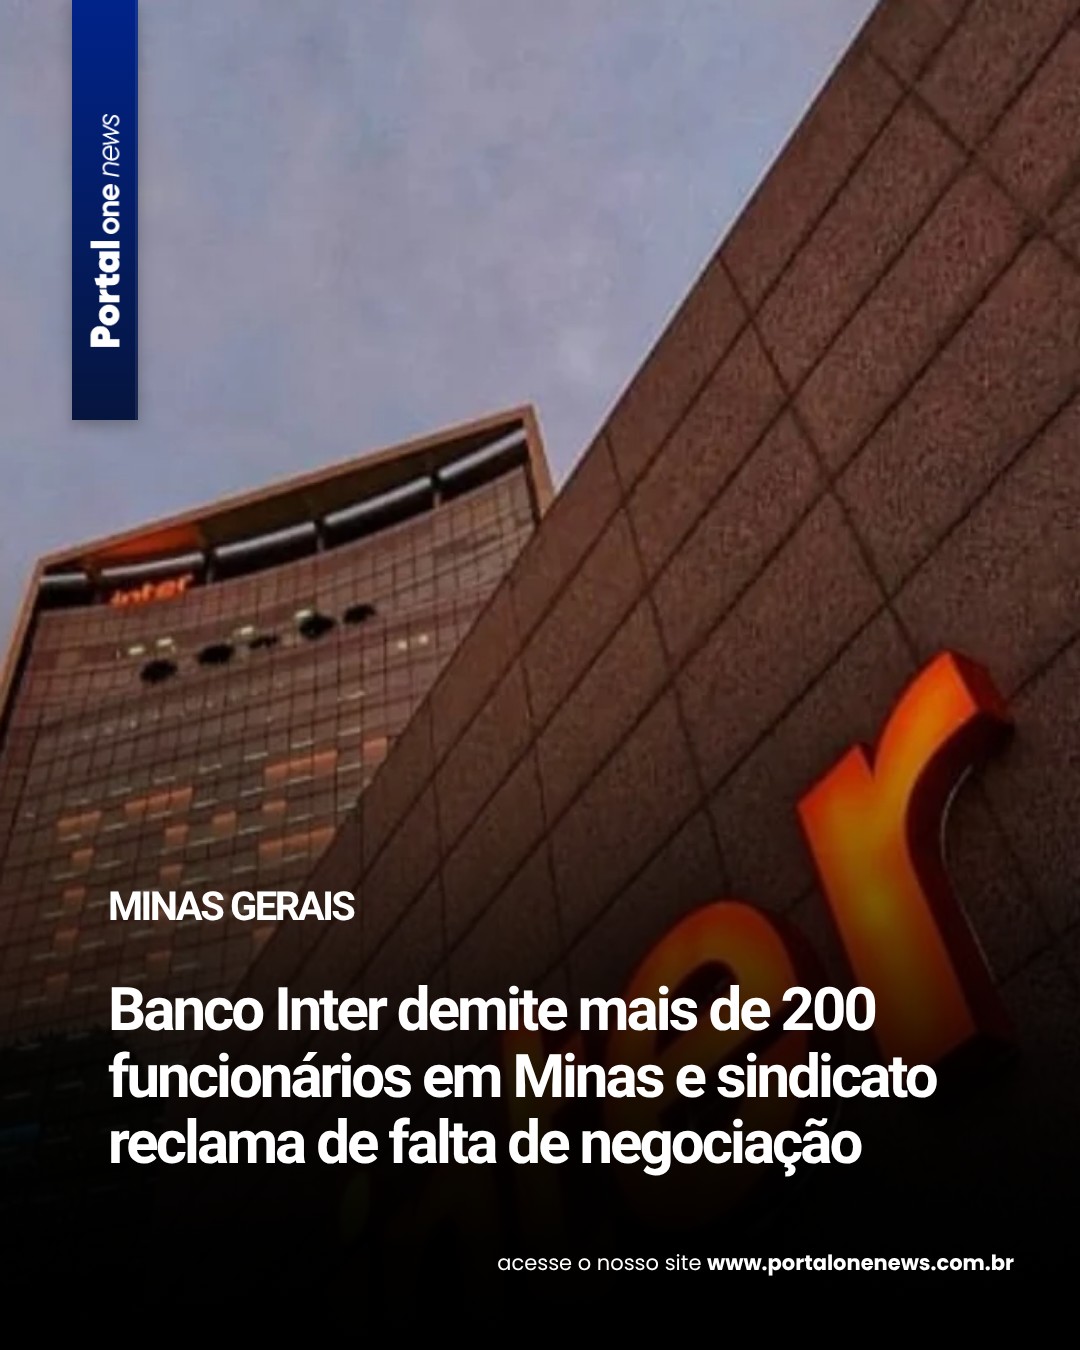 Portal one news
inter
er
MINAS GERAIS
Banco Inter demite mais de 200
funcionários em Minas e sindicato
reclama de falta de negociação
acesse o nosso site www.portalonenews.com.br